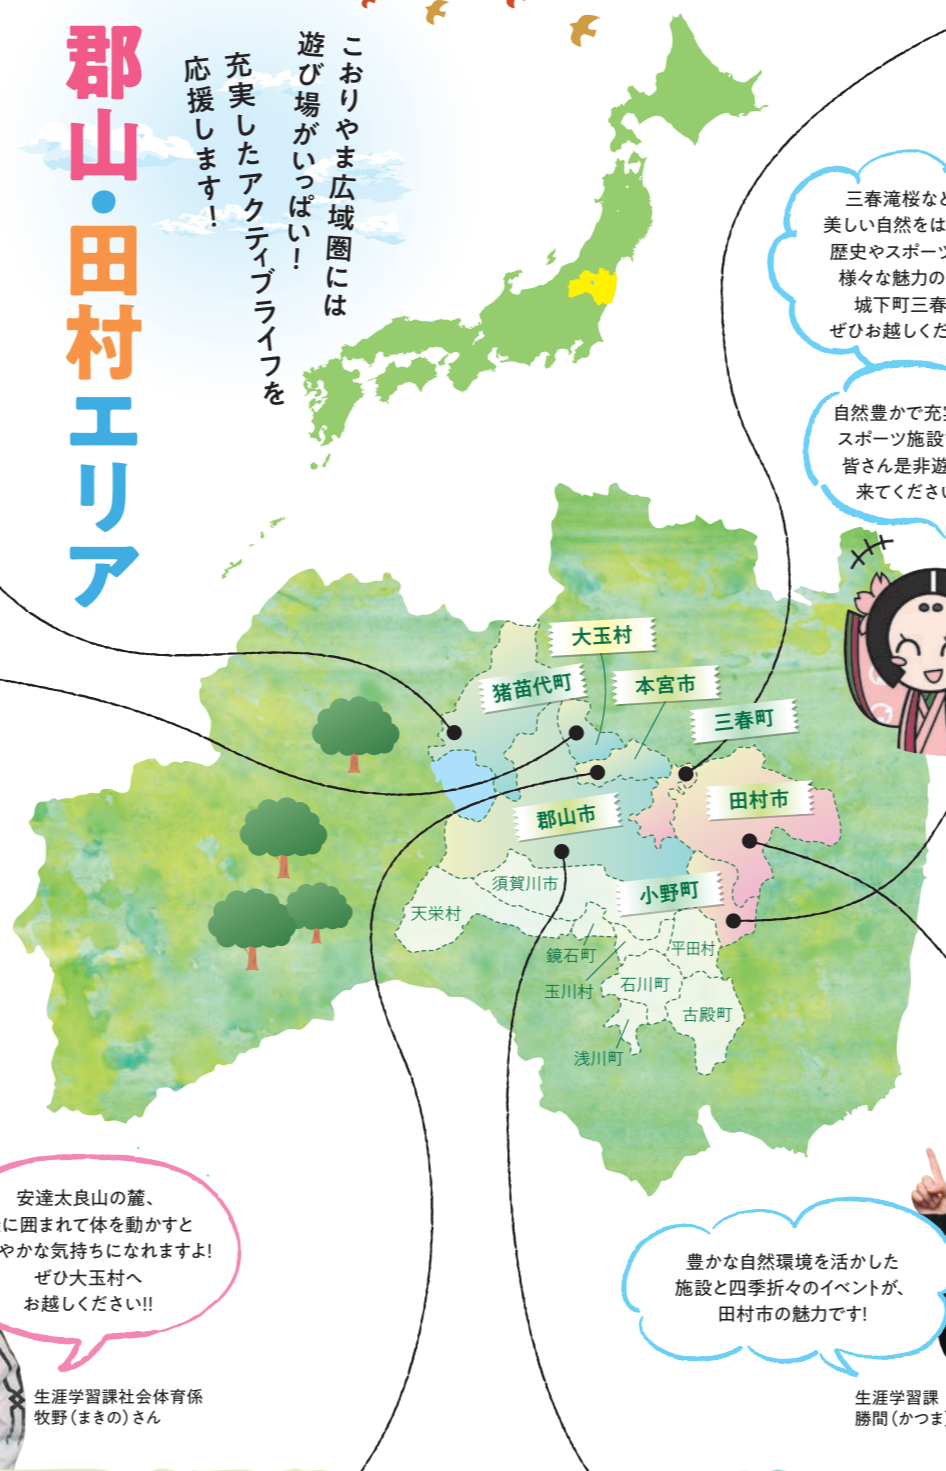 郡山・田村エリア
こおりやま広域圏には
遊び場がいっぱい!
充実したアクティブライフを
応援します!
三春滝桜など
美しい自然をは
歴史やスポーツ
様々な魅力の
城下町三春
ぜひお越しくだ
自然豊かで充実
スポーツ施設
皆さん是非遊
来てください
大玉村
猪苗代町
本宮市
三春町
田村市
郡山市
小野町
須賀川市
天栄村
鏡石町
平田村
玉川村
石川町
古殿町
浅川町
安達太良山の麓、
に囲まれて体を動かすと
やかな気持ちになれますよ!
ぜひ大玉村へ
お越しください!!
生涯学習課社会体育係
牧野(まきの)さん
豊かな自然環境を活かした
施設と四季折々のイベントが、
田村市の魅力です!
生涯学習課
勝間(かつま)